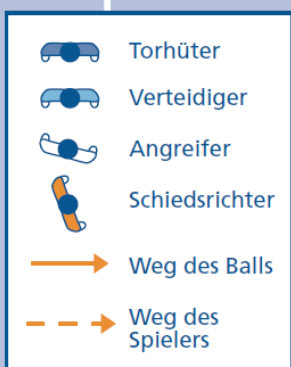 Torhüter
Verteidiger
Angreifer
Schiedsrichter
Weg des Balls
Weg des
Spielers